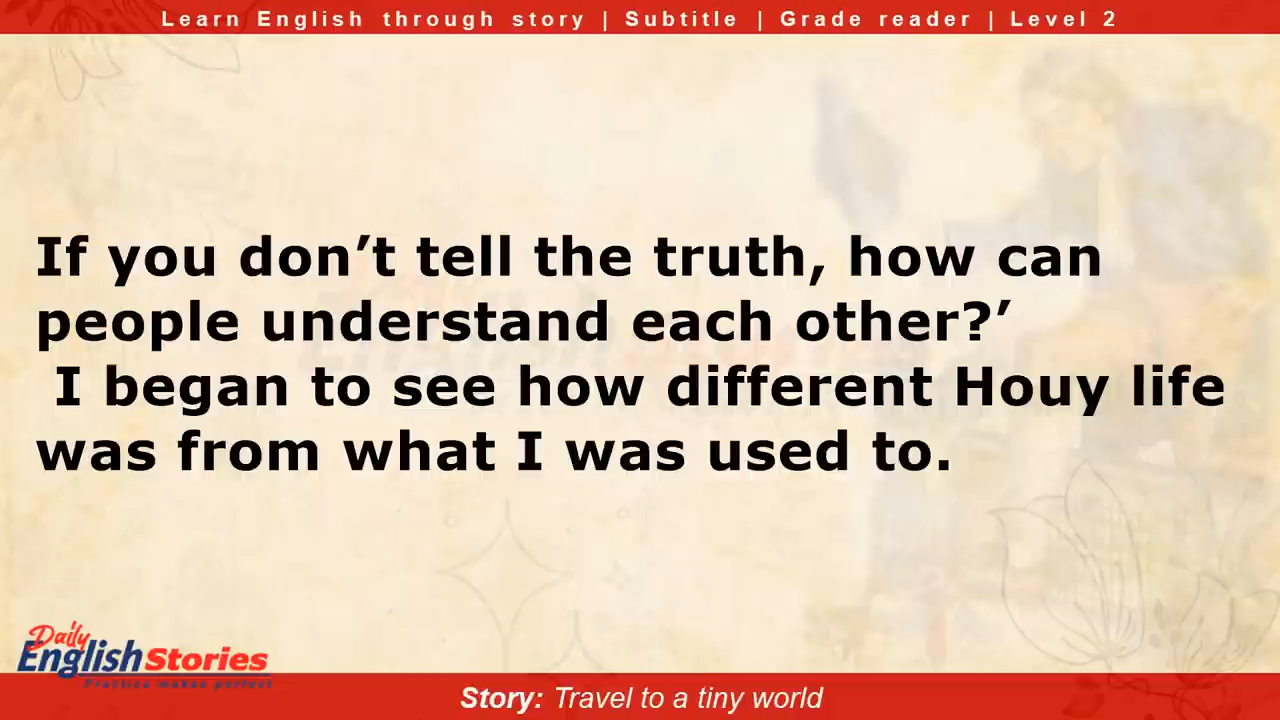 Learn English through story | Subtitle | Grade reader | Level 2
If you don’t tell the truth, how can
people understand each other?’
I began to see how different Houy life
was from what I was used to.
Daily
English Stories
Practice makes perfect
Story: Travel to a tiny world